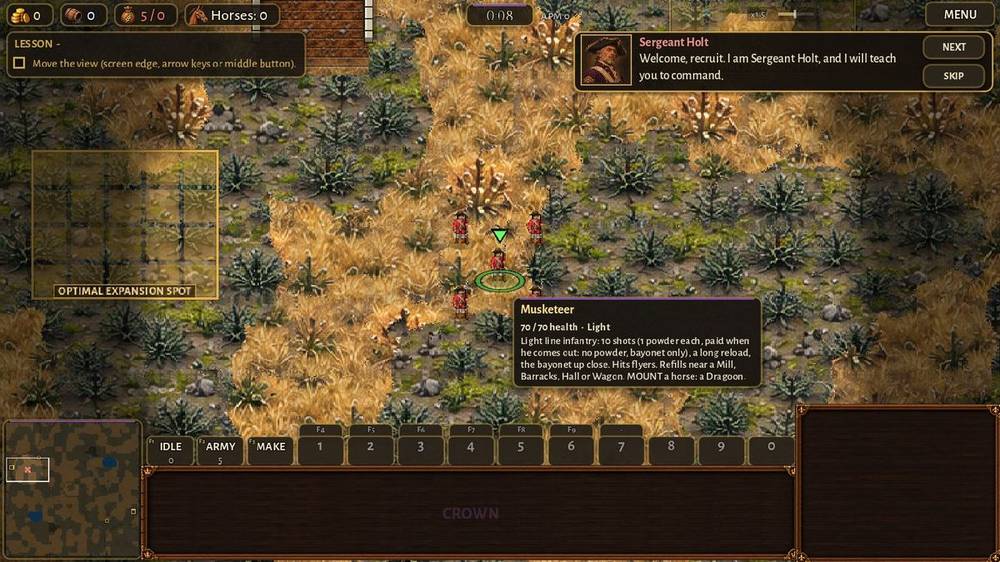 0
0
5 / 0
Horses: 0
0:08
APM 0
x1.5
MENU
LESSON -
Move the view (screen edge, arrow keys or middle button).
Sergeant Holt
Welcome, recruit. I am Sergeant Holt, and I will teach
you to command.
NEXT
SKIP
OPTIMAL EXPANSION SPOT
Musketeer
70 / 70 health - Light
Light line infantry: 10 shots (1 powder each, paid when
he comes out: no powder, bayonet only), a long reload,
the bayonet up close. Hits flyers. Refills near a Mill,
Barracks, Hall or Wagon. MOUNT a horse: a Dragoon.
F4 F5 F6 F7 F8 F9
F1 IDLE F2 ARMY F3 MAKE 1 2 3 4 5 6 7 8 9 0
0 5
CROWN